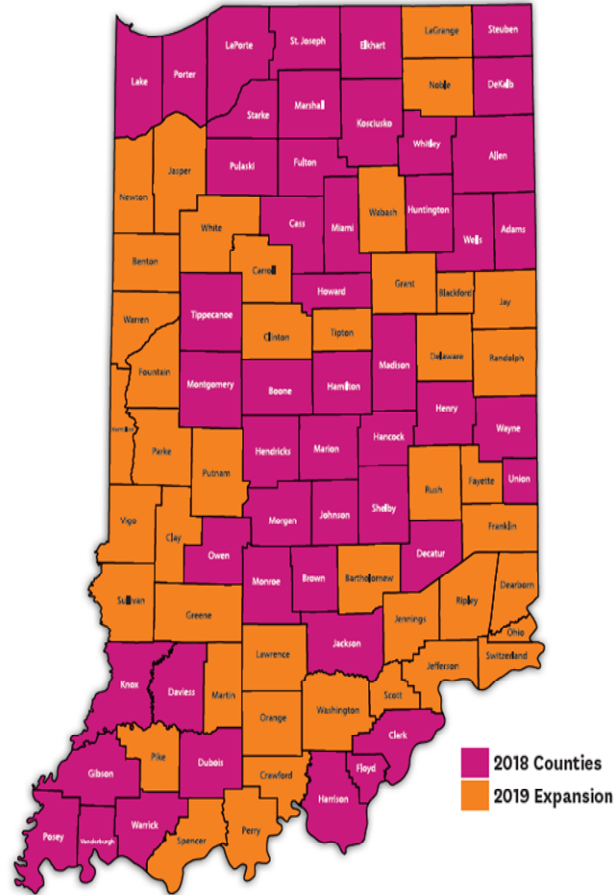 LaPorte
St. Joseph
Elkhart
LaGrange
Steuben
Lake
Porter
Noble
DeKalb
Starke
Marshall
Kosciusko
Whitley
Allen
Pulaski
Fulton
Newton
Jasper
White
Cass
Miami
Wabash
Huntington
Wells
Adams
Benton
Carroll
Howard
Grant
Blackford
Jay
Warren
Tippecanoe
Clinton
Tipton
Madison
Delaware
Randolph
Fountain
Montgomery
Boone
Hamilton
Henry
Wayne
Parke
Putnam
Hendricks
Marion
Hancock
Rush
Fayette
Union
Vigo
Clay
Morgan
Johnson
Shelby
Franklin
Owen
Monroe
Brown
Bartholomew
Decatur
Dearborn
Sullivan
Greene
Jennings
Ripley
Ohio
Lawrence
Jackson
Switzerland
Knox
Daviess
Martin
Jefferson
Orange
Washington
Scott
Clark
Gibson
Pike
Dubois
Crawford
Floyd
Harrison
2018 Counties
2019 Expansion
Posey
Vanderburgh
Warrick
Spencer
Perry